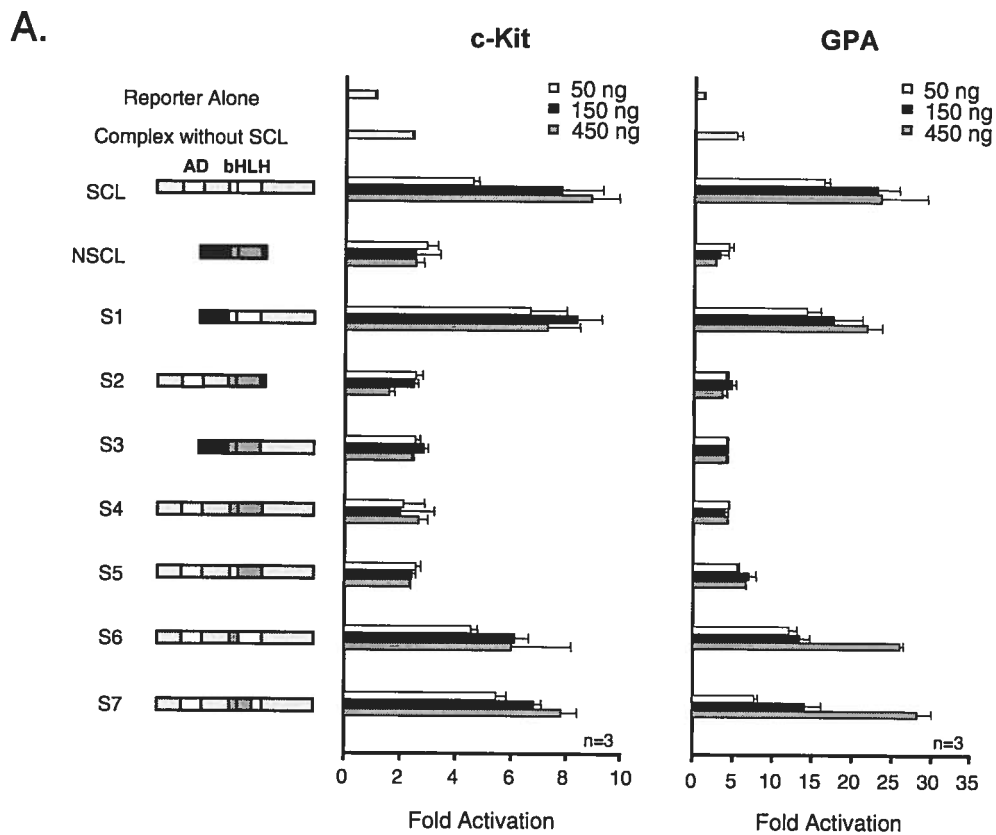 A.
c-Kit
GPA
Reporter Alone
50 ng
150 ng
450 ng
50 ng
150 ng
450 ng
Complex without SCL
AD bHLH
SCL
NSCL
S1
S2
S3
S4
S5
S6
S7
n=3
n=3
0 2 4 6 8 10
0 5 10 15 20 25 30 35
Fold Activation
Fold Activation